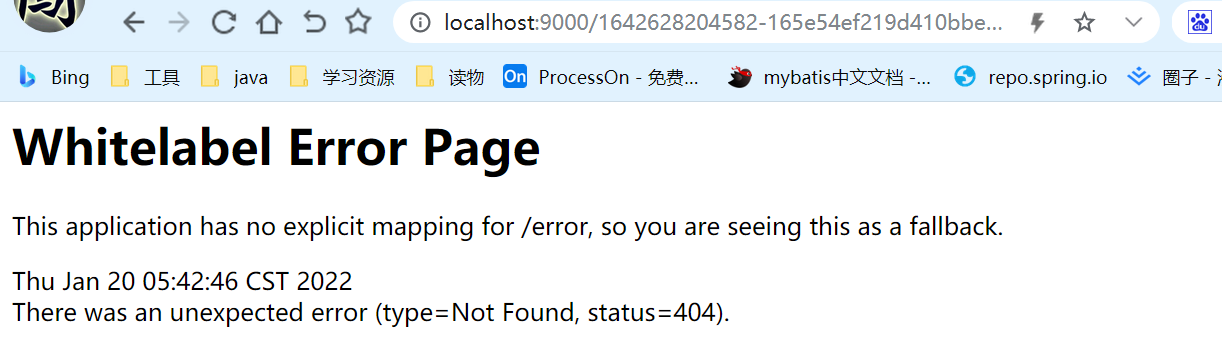 localhost:9000/1642628204582-165e54ef219d410bbe...
Bing 工具 java 学习资源 读物 On ProcessOn - 免费... mybatis中文文档 -... repo.spring.io 圈子 -
Whitelabel Error Page
This application has no explicit mapping for /error, so you are seeing this as a fallback.
Thu Jan 20 05:42:46 CST 2022
There was an unexpected error (type=Not Found, status=404).